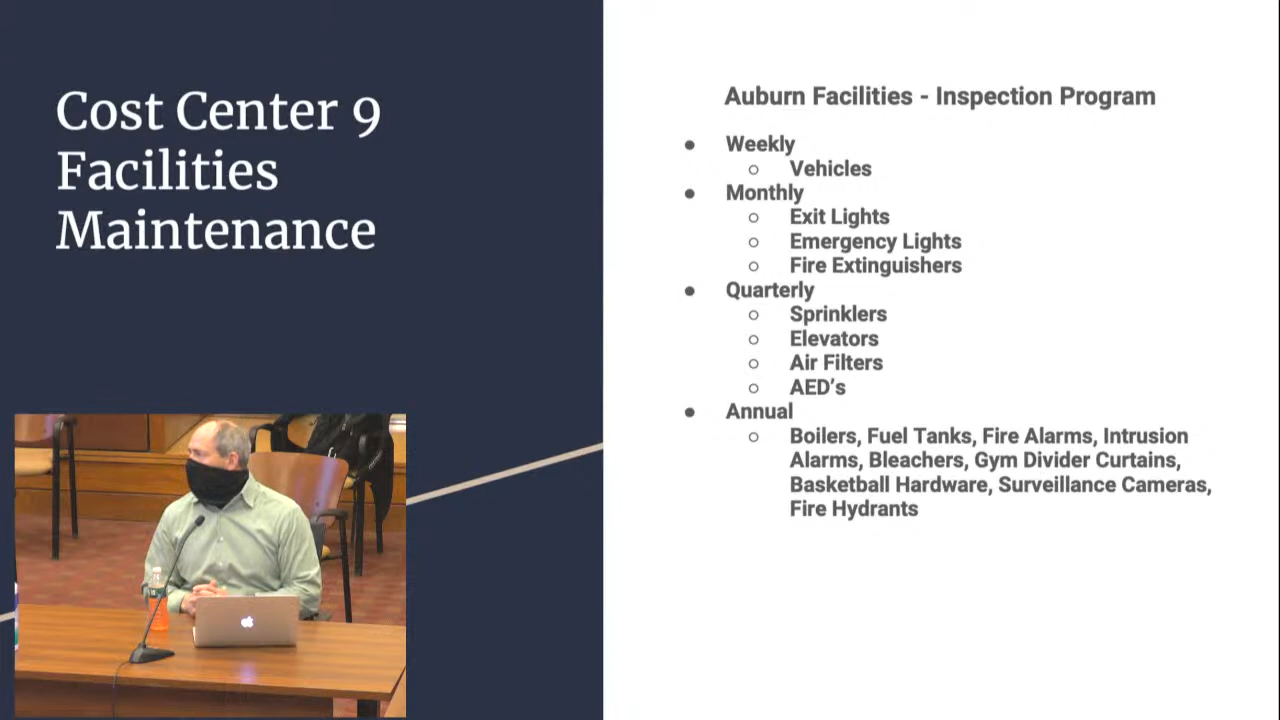 Cost Center 9
Facilities
Maintenance
Auburn Facilities - Inspection Program
● Weekly
○ Vehicles
● Monthly
○ Exit Lights
○ Emergency Lights
○ Fire Extinguishers
● Quarterly
○ Sprinklers
○ Elevators
○ Air Filters
○ AED’s
● Annual
○ Boilers, Fuel Tanks, Fire Alarms, Intrusion
Alarms, Bleachers, Gym Divider Curtains,
Basketball Hardware, Surveillance Cameras,
Fire Hydrants